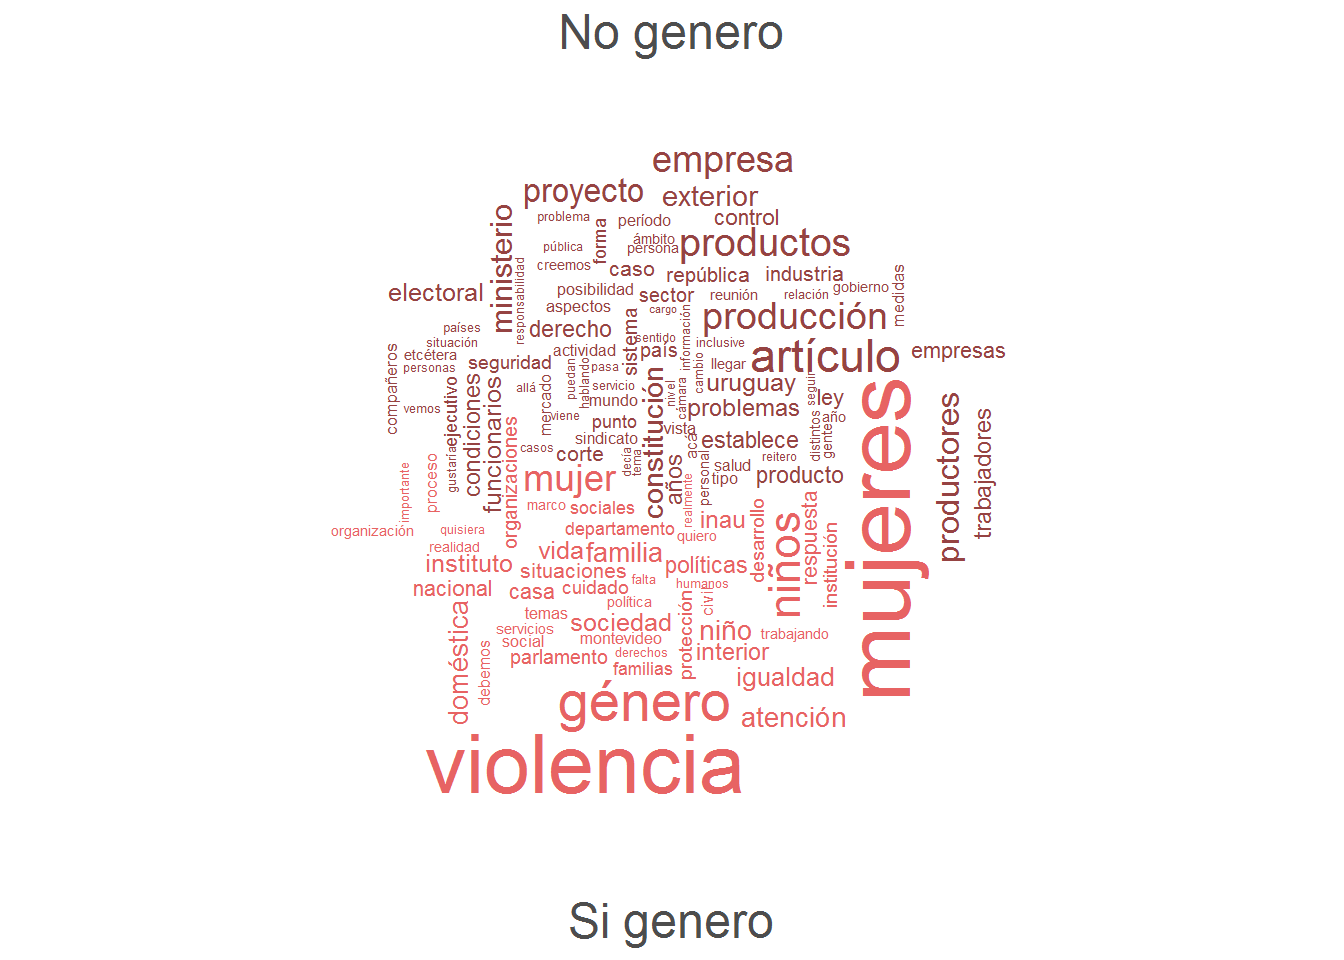 No genero
empresa
proyecto
exterior
ministerio
problema
período
control
forma
ámbito
persona
productos
pública
responsabilidad
creemos
caso
república
industria
medidas
electoral
posibilidad
sector
reunión
relación
gobierno
aspectos
cargo
producción
países
derecho
sistema
sentido
información
inclusive
artículo
empresas
situación
compañeros
etcétera
personas
seguridad
actividad
país
cambio
llegar
puedan
hablando
pasa
allá
servicio
mundo
constitución
nivel
cámara
uruguay
seguir
ley
vemos
ejecutivo
condiciones
funcionarios
mercado
viene
punto
vista
problemas
distintos
gente
año
productores
trabajadores
sindicato
acá
establece
casos
corte
decía
tema
reitero
gustaría
años
personal
salud
tipo
producto
mujeres
importante
proceso
organizaciones
mujer
realmente
marco
sociales
organización
quisiera
departamento
inau
quiero
desarrollo
niños
respuesta
institución
realidad
vida
familia
instituto
situaciones
políticas
falta
humanos
nacional
casa
cuidado
civil
política
protección
doméstica
temas
sociedad
servicios
niño
trabajando
social
montevideo
debemos
parlamento
derechos
interior
familias
igualdad
género
atención
violencia
Si genero